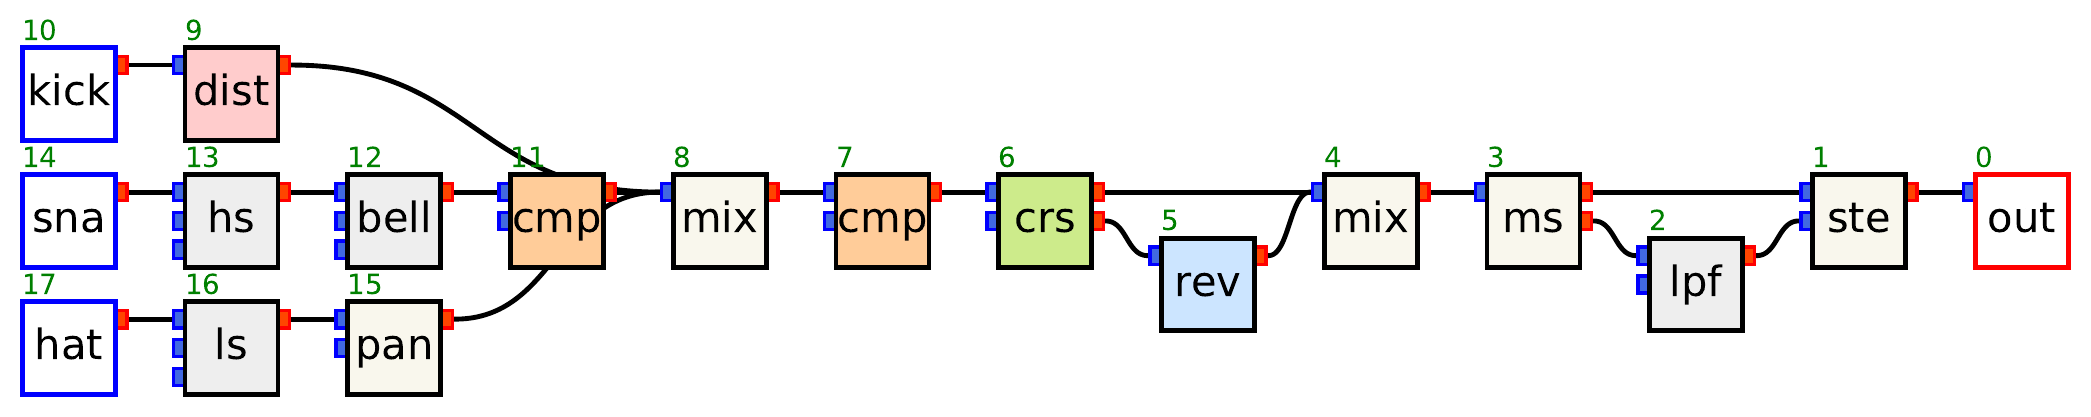 10 9
kick dist
14 13 12 11 8 7 6 4 3 1 0
sna hs bell cmp mix cmp crs mix ms ste out
5 2
rev lpf
17 16 15
hat ls pan